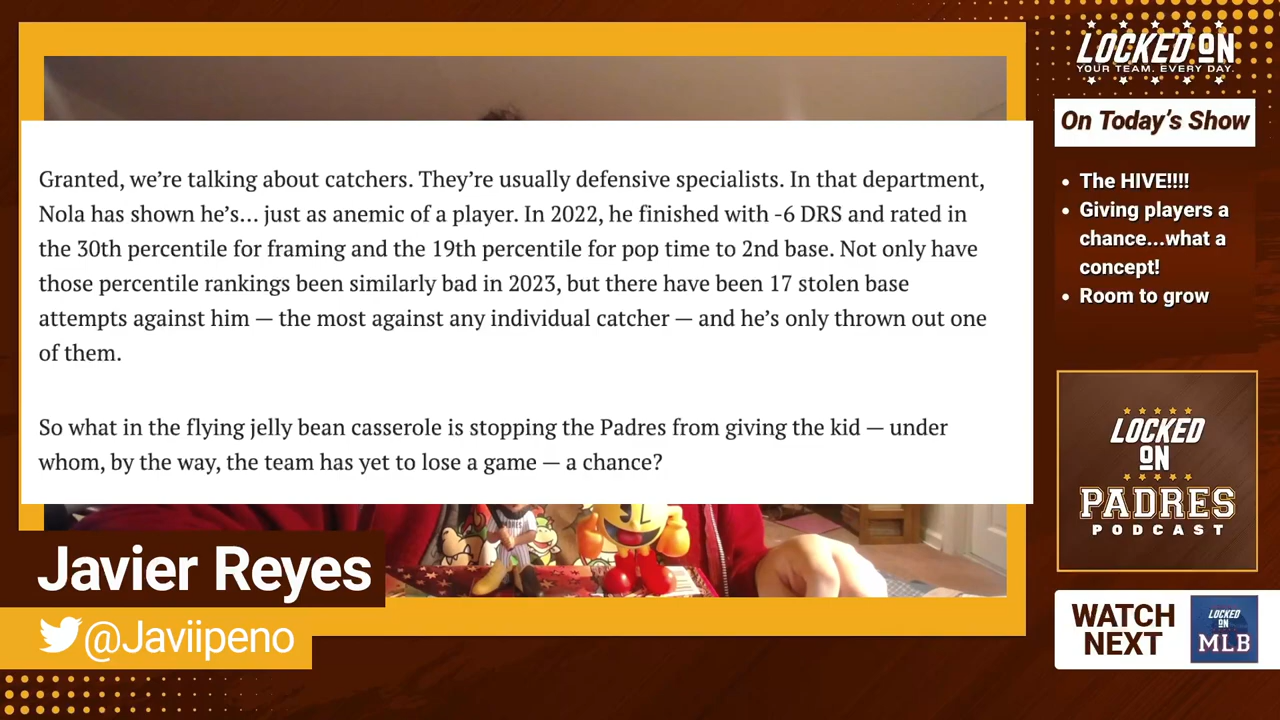 LOCKED ON
YOUR TEAM. EVERY DAY.
On Today's Show
• The HIVE!!!!
• Giving players a
chance...what a
concept!
• Room to grow
Granted, we're talking about catchers. They're usually defensive specialists. In that department,
Nola has shown he's... just as anemic of a player. In 2022, he finished with -6 DRS and rated in
the 30th percentile for framing and the 19th percentile for pop time to 2nd base. Not only have
those percentile rankings been similarly bad in 2023, but there have been 17 stolen base
attempts against him — the most against any individual catcher — and he's only thrown out one
of them.
So what in the flying jelly bean casserole is stopping the Padres from giving the kid — under
whom, by the way, the team has yet to lose a game — a chance?
LOCKED
ON
PADRES
PODCAST
Javier Reyes
@Javiipeno
WATCH
NEXT
LOCKED
ON
MLB